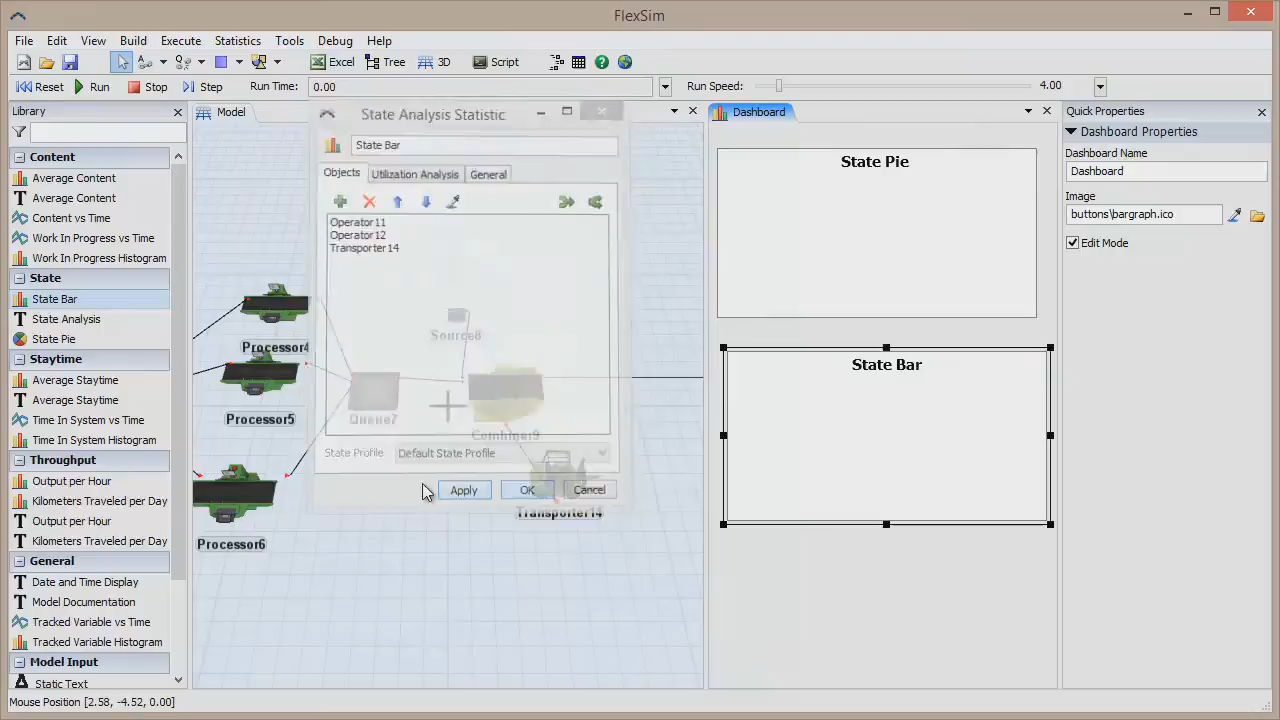 FlexSim
File Edit View Build Execute Statistics Tools Debug Help
Excel Tree 3D Script
Reset Run Stop Step Run Time: 0.00 Run Speed: 4.00
Library
Content
Average Content
Average Content
Content vs Time
Work In Progress vs Time
Work In Progress Histogram
State
State Bar
State Analysis
State Pie
Staytime
Average Staytime
Average Staytime
Time In System vs Time
Time In System Histogram
Throughput
Output per Hour
Kilometers Traveled per Day
Output per Hour
Kilometers Traveled per Day
General
Date and Time Display
Model Documentation
Tracked Variable vs Time
Tracked Variable Histogram
Model Input
Static Text
Model
Processor4
Processor5
Processor6
State Analysis Statistic
State Bar
Objects Utilization Analysis General
Operator11
Operator12
Transporter14
Source8
Queue7
Combiner9
State Profile Default State Profile
Apply OK Cancel
Transporter14
Dashboard
State Pie
State Bar
Quick Properties
Dashboard Properties
Dashboard Name
Dashboard
Image
buttons\bargraph.ico
Edit Mode
Mouse Position [2.58, -4.52, 0.00]